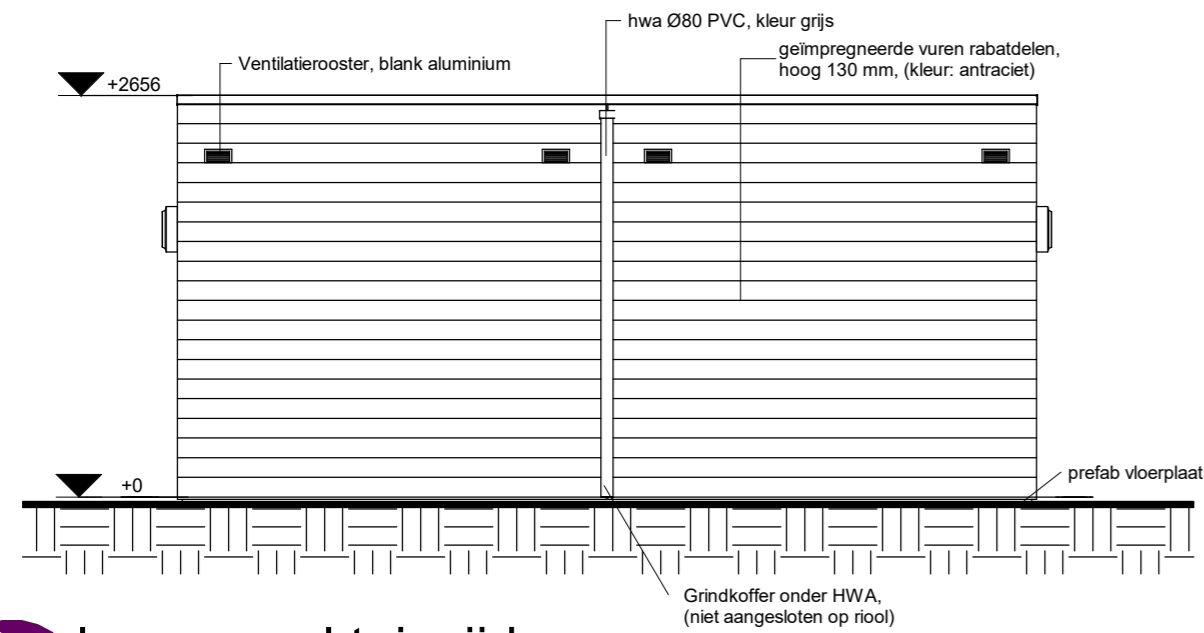 hwa Ø80 PVC, kleur grijs
geïmpregneerde vuren rabatdelen,
hoog 130 mm, (kleur: antraciet)
Ventilatierooster, blank aluminium
+2656
prefab vloerplaat
+0
Grindkoffer onder HWA,
(niet aangesloten op riool)